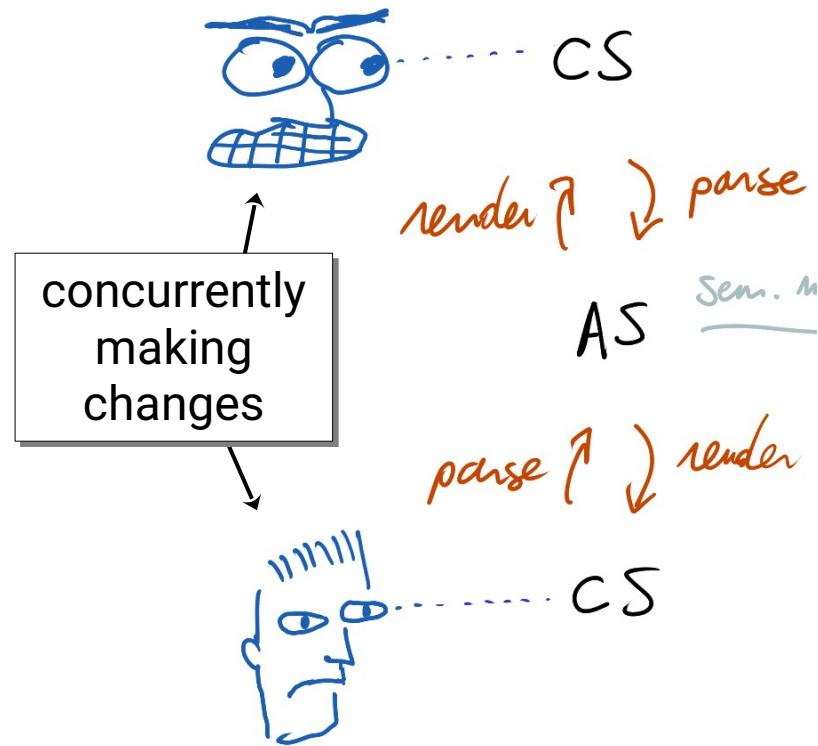 CS
render parse
concurrently
making
changes
AS sem.
parse render
CS